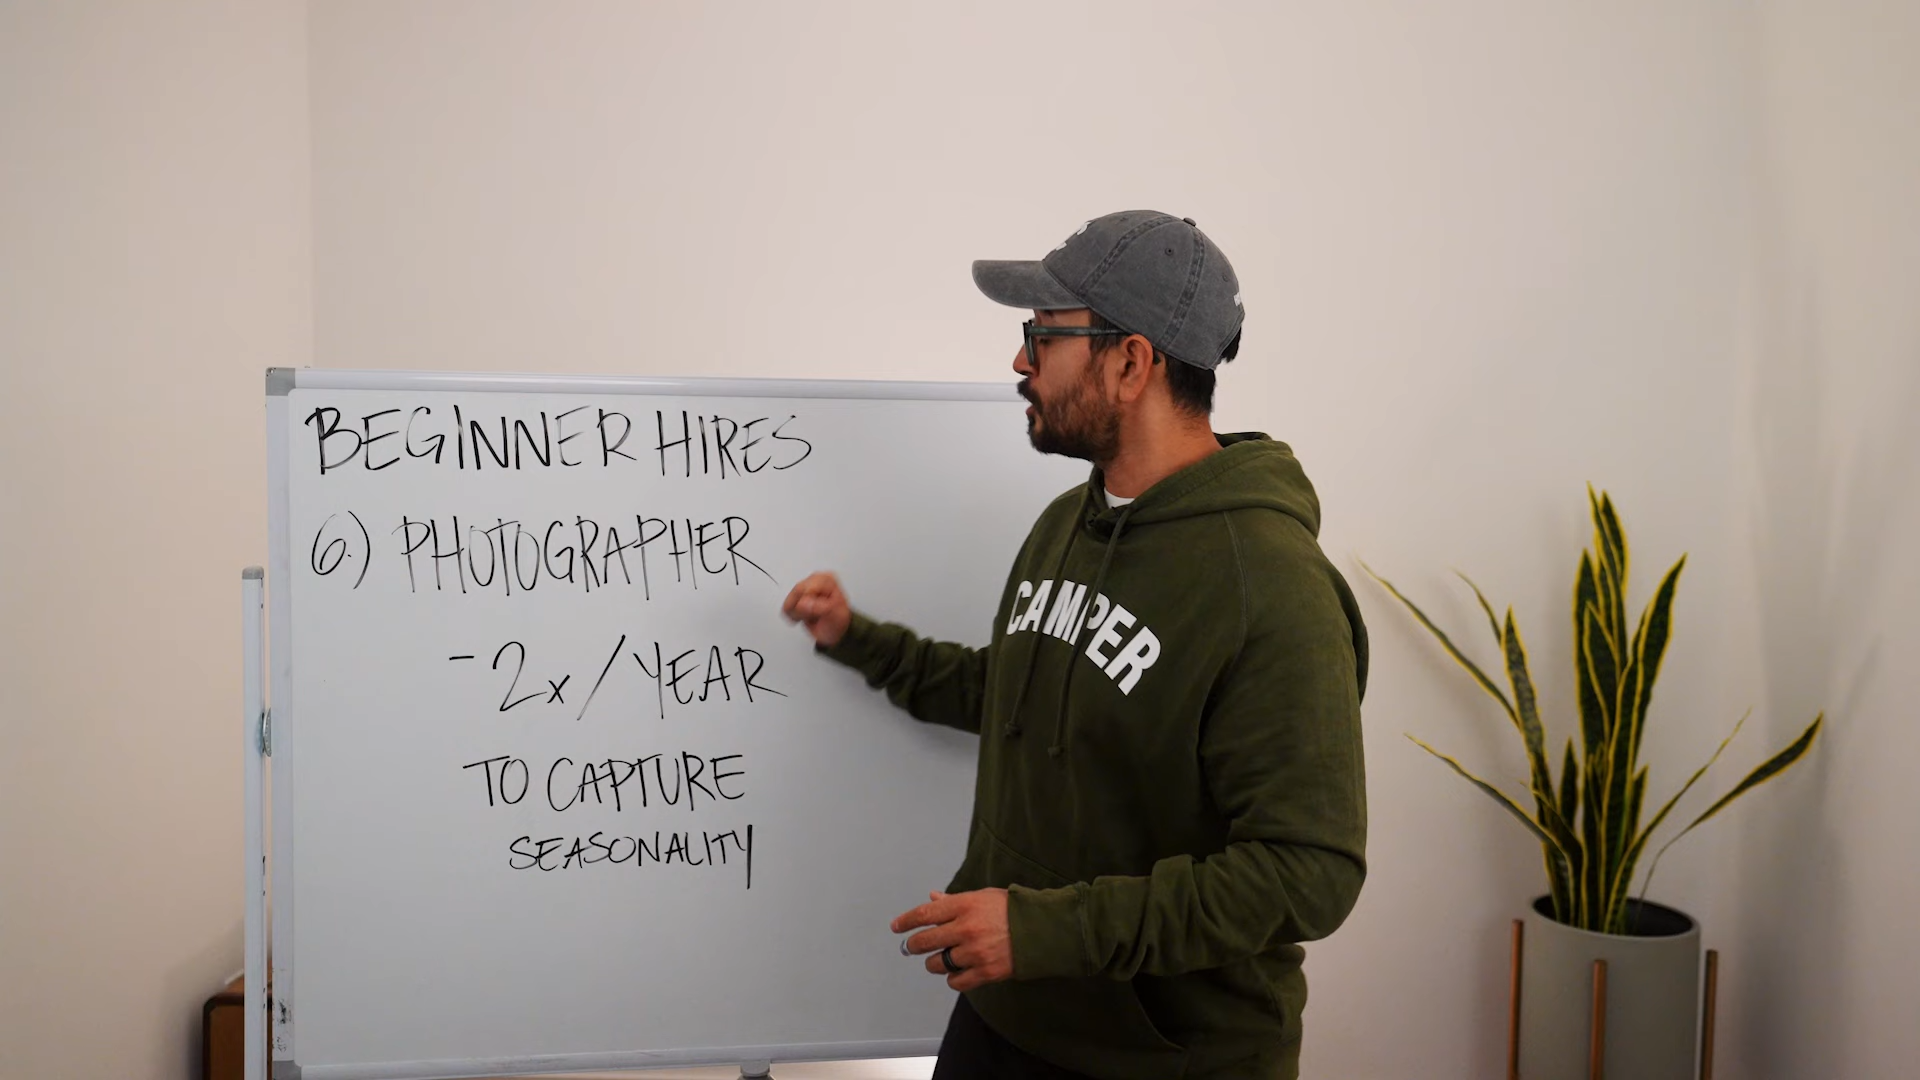 BEGINNER HIRES
6.) PHOTOGRAPHER
- 2x/YEAR
TO CAPTURE
SEASONALITY
CAMPER